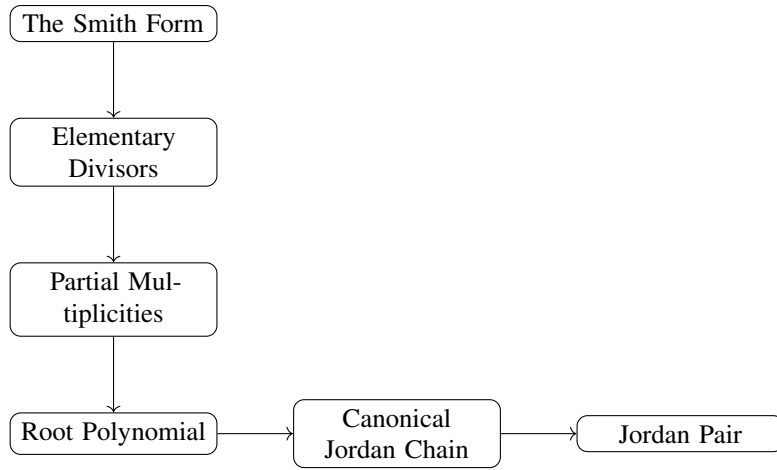 The Smith Form
Elementary
Divisors
Partial Mul-
tiplicities
Root Polynomial
Canonical
Jordan Chain
Jordan Pair